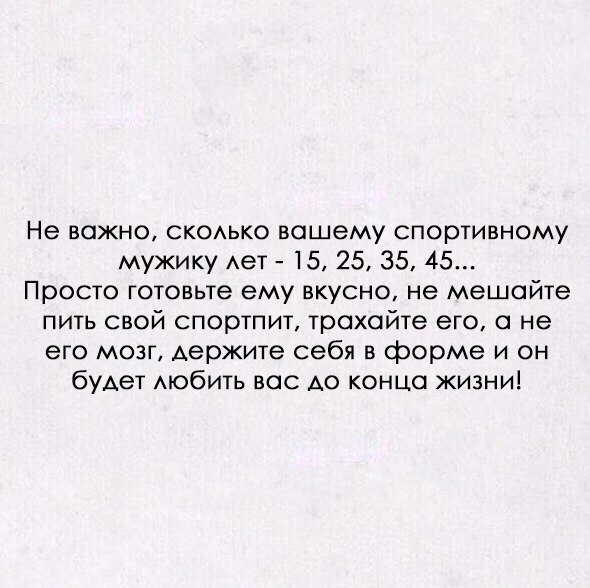 Не важно, сколько вашему спортивному
мужику лет - 15, 25, 35, 45...
Просто готовьте ему вкусно, не мешайте
пить свой спортпит, трахайте его, а не
его мозг, держите себя в форме и он
будет любить вас до конца жизни!